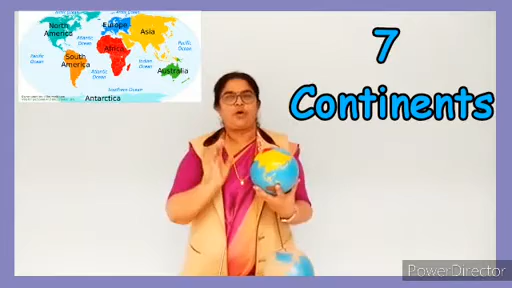 North
America
Europe
Asia
Atlantic
Ocean
Africa
Pacific
Ocean
Pacific
Ocean
South
America
Indian
Ocean
Atlantic
Ocean
Australia
Southern Ocean
Antarctica
7
Continents
PowerDirector